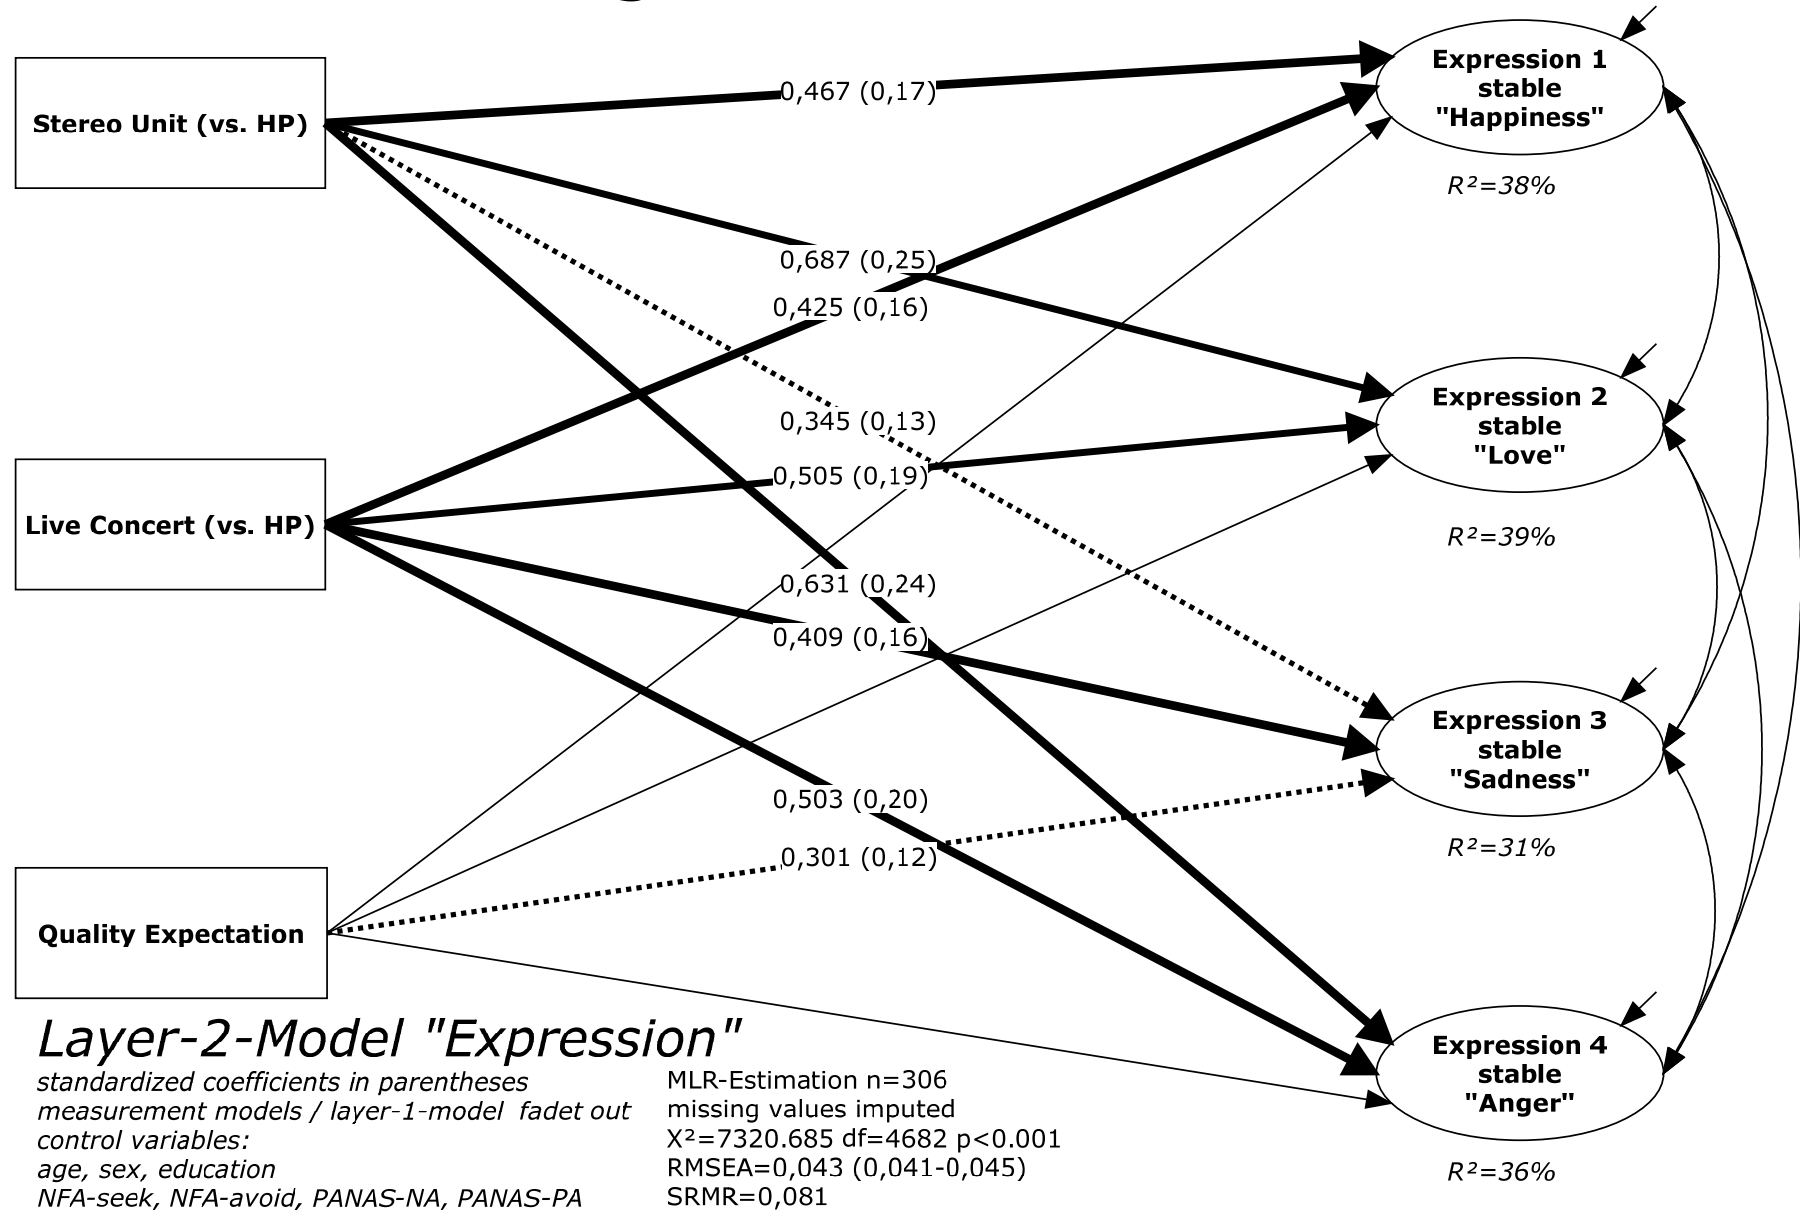 Stereo Unit (vs. HP)
Live Concert (vs. HP)
Quality Expectation
0,467 (0,17)
0,687 (0,25)
0,425 (0,16)
0,345 (0,13)
0,505 (0,19)
0,631 (0,24)
0,409 (0,16)
0,503 (0,20)
0,301 (0,12)
Expression 1
stable
"Happiness"
R²=38%
Expression 2
stable
"Love"
R²=39%
Expression 3
stable
"Sadness"
R²=31%
Expression 4
stable
"Anger"
R²=36%
Layer-2-Model "Expression"
standardized coefficients in parentheses
measurement models / layer-1-model fadet out
control variables:
age, sex, education
NFA-seek, NFA-avoid, PANAS-NA, PANAS-PA
MLR-Estimation n=306
missing values imputed
X²=7320.685 df=4682 p<0.001
RMSEA=0,043 (0,041-0,045)
SRMR=0,081